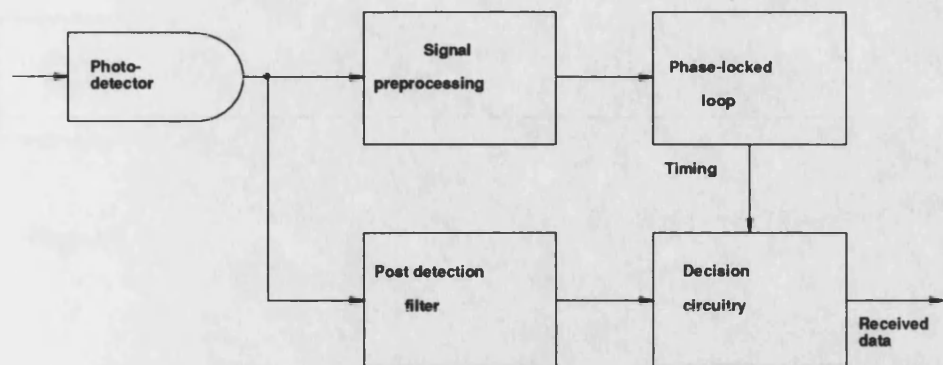 Photo-
detector
Signal
preprocessing
Phase-locked
loop
Timing
Post detection
filter
Decision
circuitry
Received
data